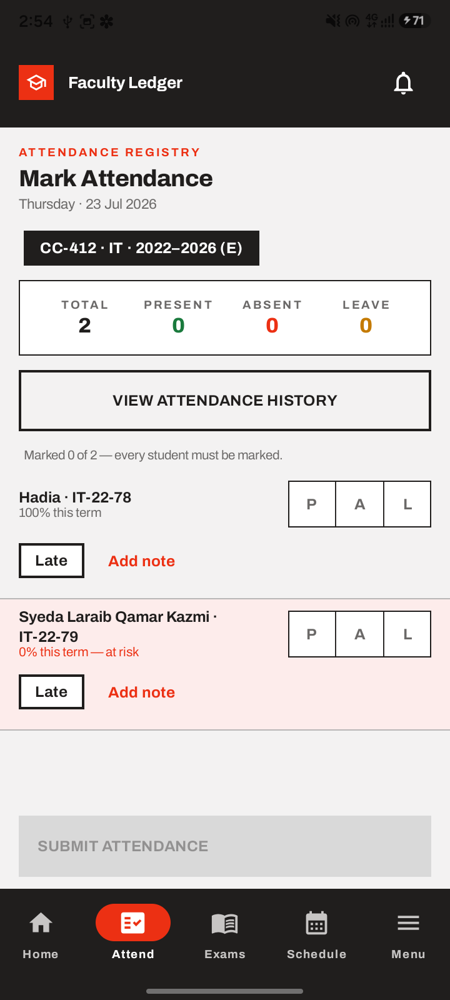 2:54
4G
71
Faculty Ledger
ATTENDANCE REGISTRY
Mark Attendance
Thursday · 23 Jul 2026
CC-412 · IT · 2022–2026 (E)
TOTAL PRESENT ABSENT LEAVE
2 0 0 0
VIEW ATTENDANCE HISTORY
Marked 0 of 2 — every student must be marked.
Hadia · IT-22-78
100% this term
P A L
Late Add note
Syeda Laraib Qamar Kazmi ·
IT-22-79
0% this term — at risk
P A L
Late Add note
SUBMIT ATTENDANCE
Home Attend Exams Schedule Menu